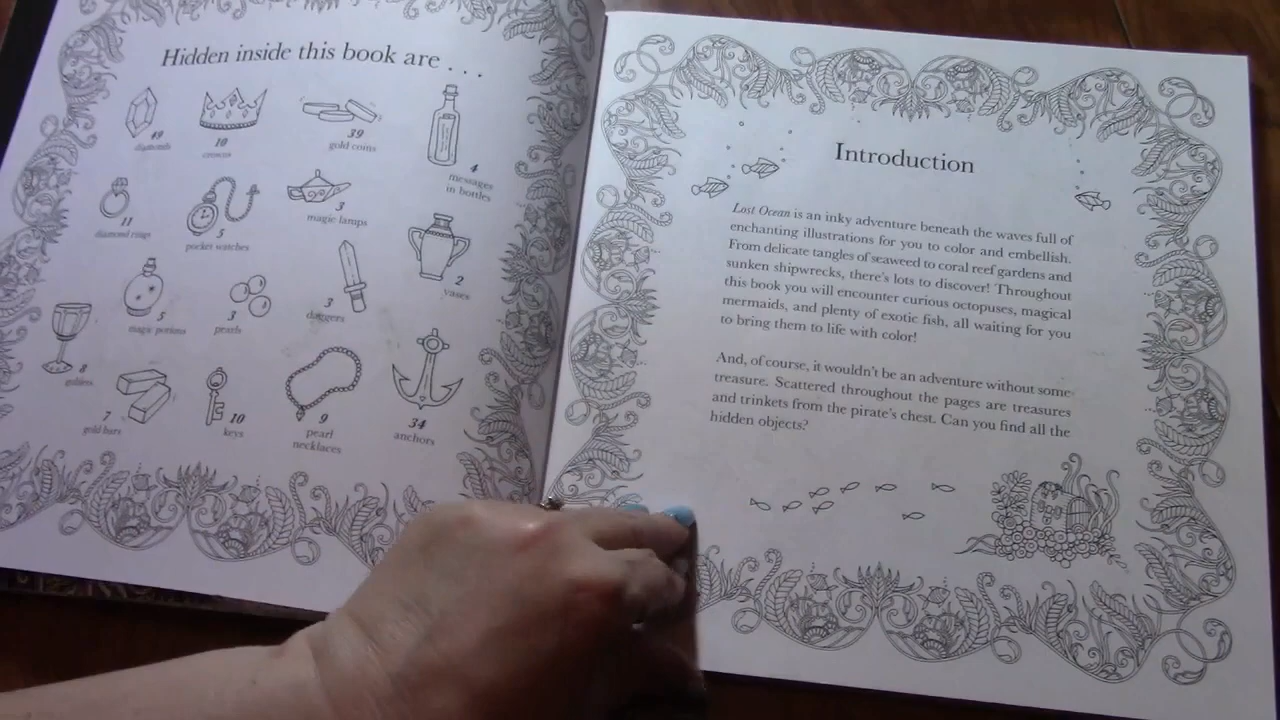 Hidden inside this book are . . .
49
diamonds
10
crowns
39
gold coins
4
messages
in bottles
11
diamond rings
5
pocket watches
3
magic lamps
2
vases
8
goblets
5
magic potions
3
pearls
3
daggers
7
gold bars
10
keys
9
pearl
necklaces
34
anchors
Introduction
Lost Ocean is an inky adventure beneath the waves full of
enchanting illustrations for you to color and embellish.
From delicate tangles of seaweed to coral reef gardens and
sunken shipwrecks, there's lots to discover! Throughout
this book you will encounter curious octopuses, magical
mermaids, and plenty of exotic fish, all waiting for you
to bring them to life with color!
And, of course, it wouldn't be an adventure without some
treasure. Scattered throughout the pages are treasures
and trinkets from the pirate's chest. Can you find all the
hidden objects?